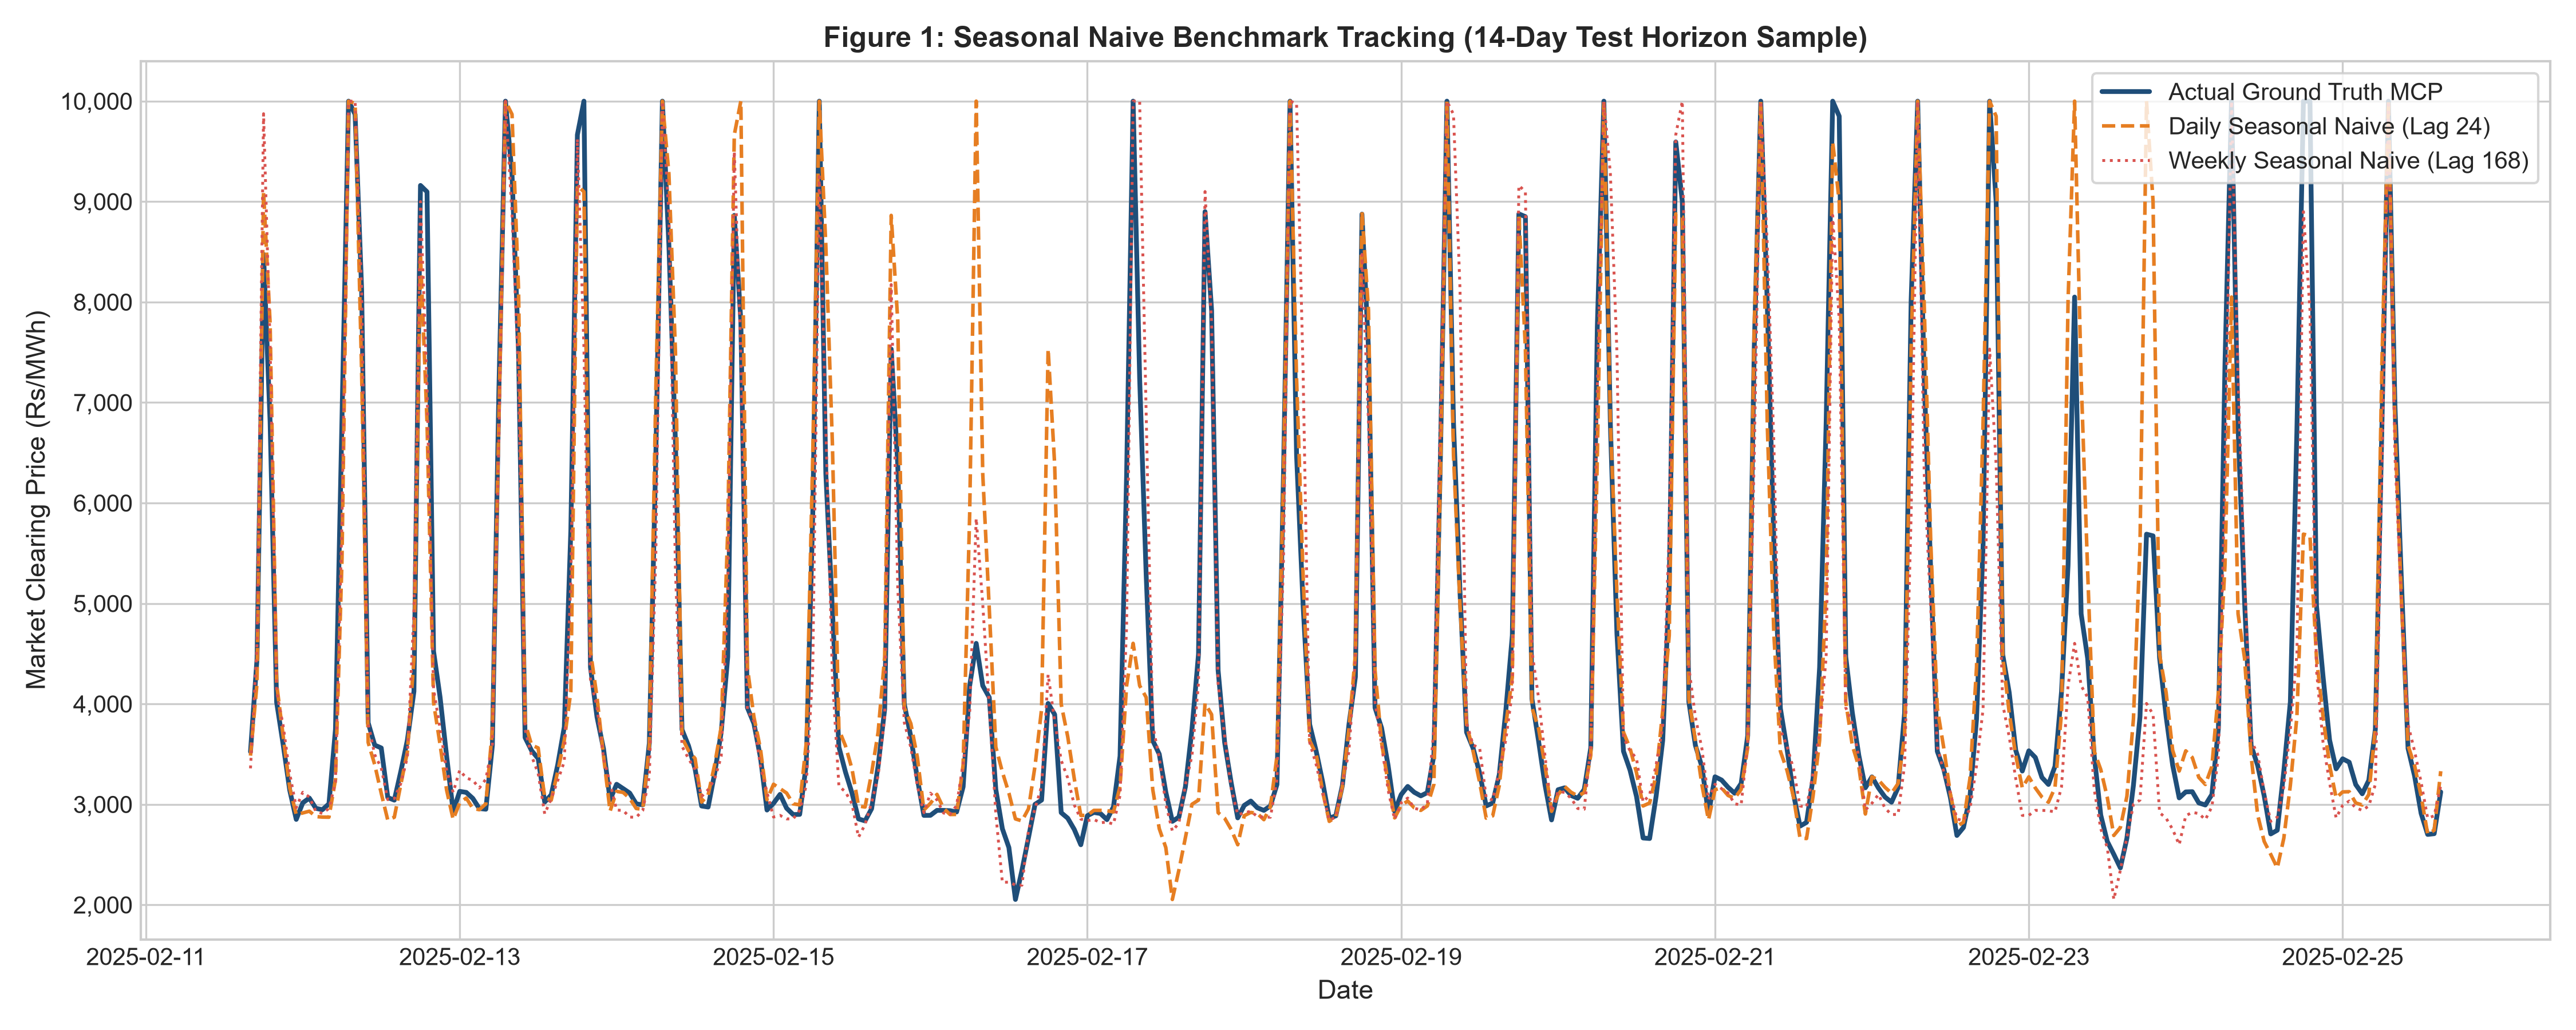 Figure 1: Seasonal Naive Benchmark Tracking (14-Day Test Horizon Sample)
Actual Ground Truth MCP
Daily Seasonal Naive (Lag 24)
Weekly Seasonal Naive (Lag 168)
Market Clearing Price (Rs/MWh)
10,000
9,000
8,000
7,000
6,000
5,000
4,000
3,000
2,000
2025-02-11
2025-02-13
2025-02-15
2025-02-17
2025-02-19
2025-02-21
2025-02-23
2025-02-25
Date